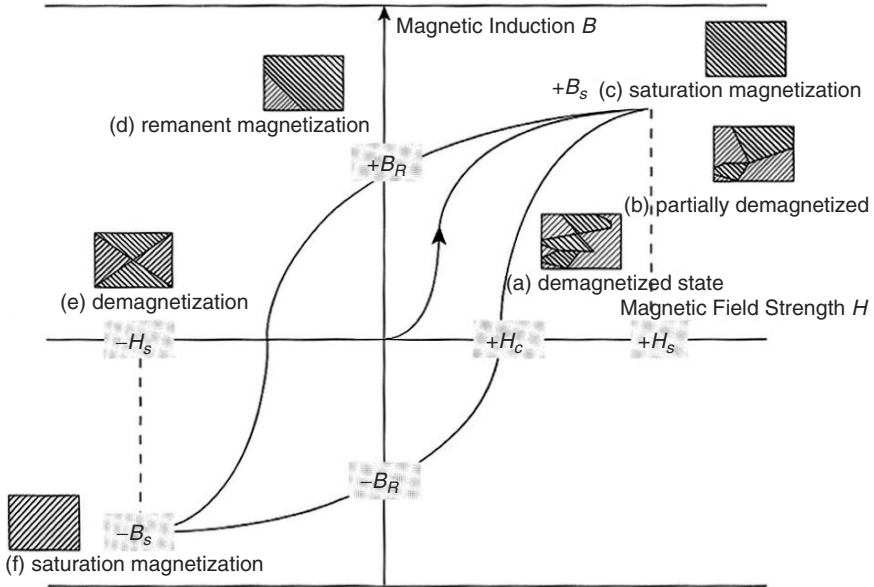 Magnetic Induction B
+Bs (c) saturation magnetization
(d) remanent magnetization
+BR
(b) partially demagnetized
(a) demagnetized state
(e) demagnetization
Magnetic Field Strength H
−Hs
+Hc
+Hs
−BR
−Bs
(f) saturation magnetization